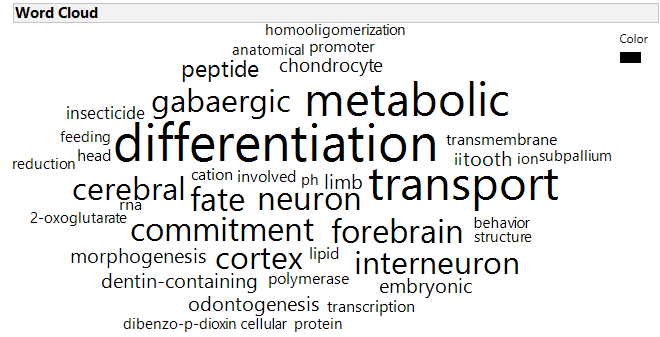 Word Cloud
Color
homooligomerization
anatomical promoter
peptide chondrocyte
gabaergic metabolic
insecticide
differentiation
feeding
head
reduction
transmembrane
ii tooth ion subpallium
cation involved ph limb transport
cerebral fate neuron
rna
2-oxoglutarate
commitment forebrain
behavior
structure
morphogenesis cortex lipid interneuron
dentin-containing polymerase embryonic
odontogenesis transcription
dibenzo-p-dioxin cellular protein